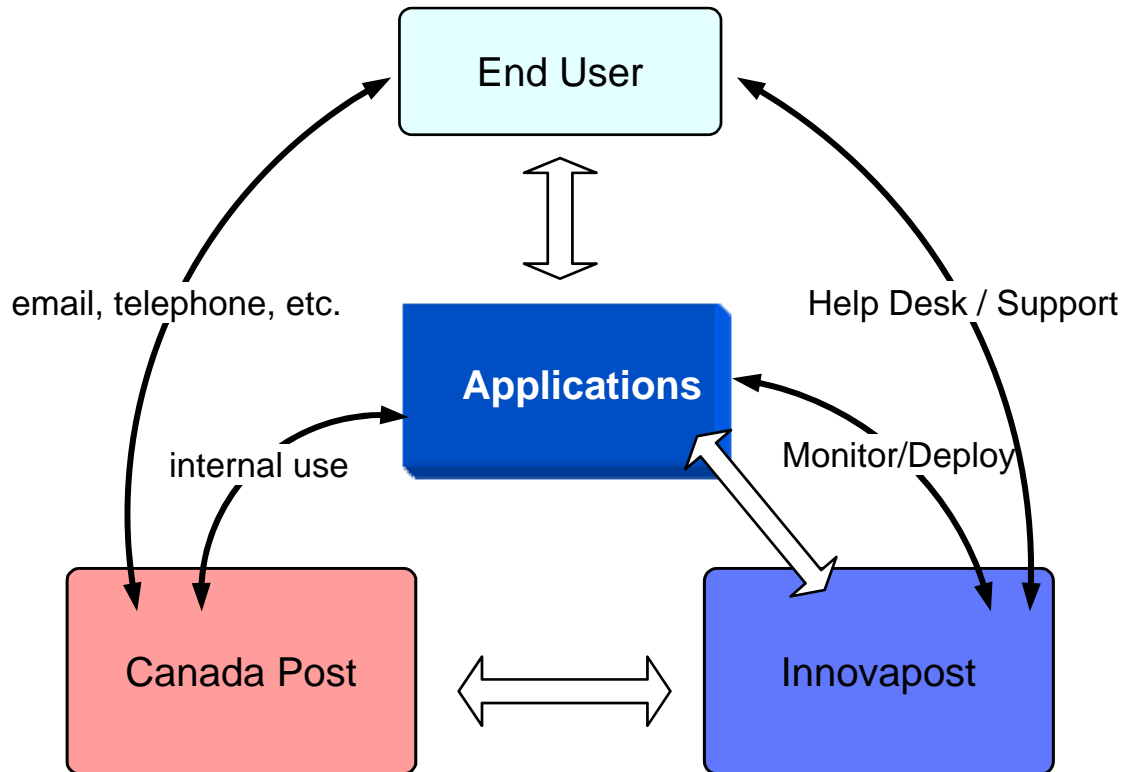 End User
email, telephone, etc.
Help Desk / Support
Applications
internal use
Monitor/Deploy
Canada Post
Innovapost